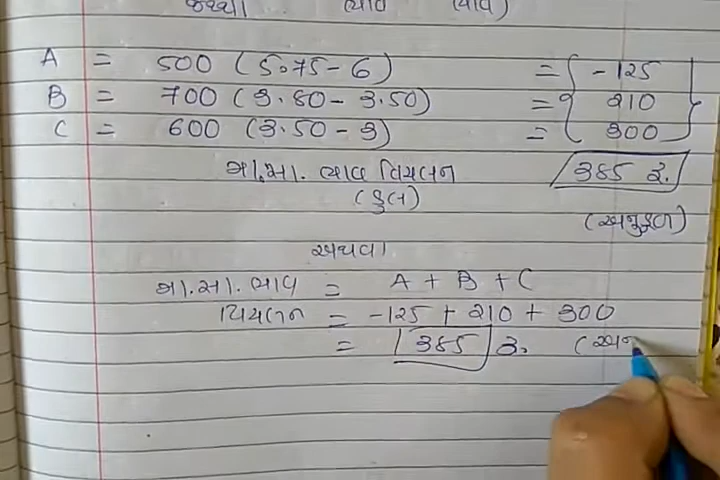 ભાવ ભાવ)
A = 500 (5.75 - 6) = - 125
B = 700 (3.80 - 3.50) = 210
C = 600 (3.50 - 3) = 300
મા.સા. ભાવ વિચલન 385 રૂ.
(કુલ) (અનુકૂળ)
અથવા
મા.સા. ભાવ = A + B + C
વિચલન = -125 + 210 + 300
= 385 રૂ. (અન